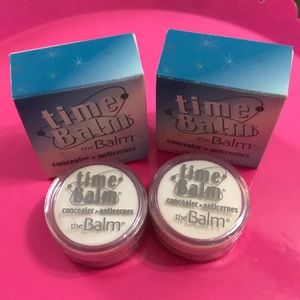 time
Balm
the Balm
concealer • anticernes
time
Balm
the Balm
concealer • anticernes
time
Balm®
concealer • anticernes
theBalm®
time
Balm®
concealer • anticernes
theBalm®